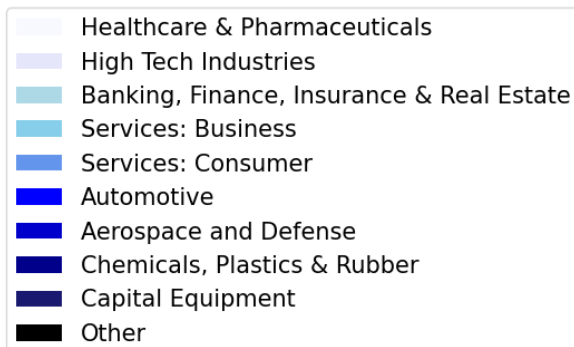 Healthcare & Pharmaceuticals
High Tech Industries
Banking, Finance, Insurance & Real Estate
Services: Business
Services: Consumer
Automotive
Aerospace and Defense
Chemicals, Plastics & Rubber
Capital Equipment
Other